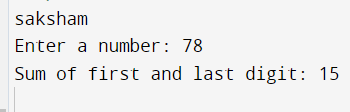 saksham
Enter a number: 78
Sum of first and last digit: 15